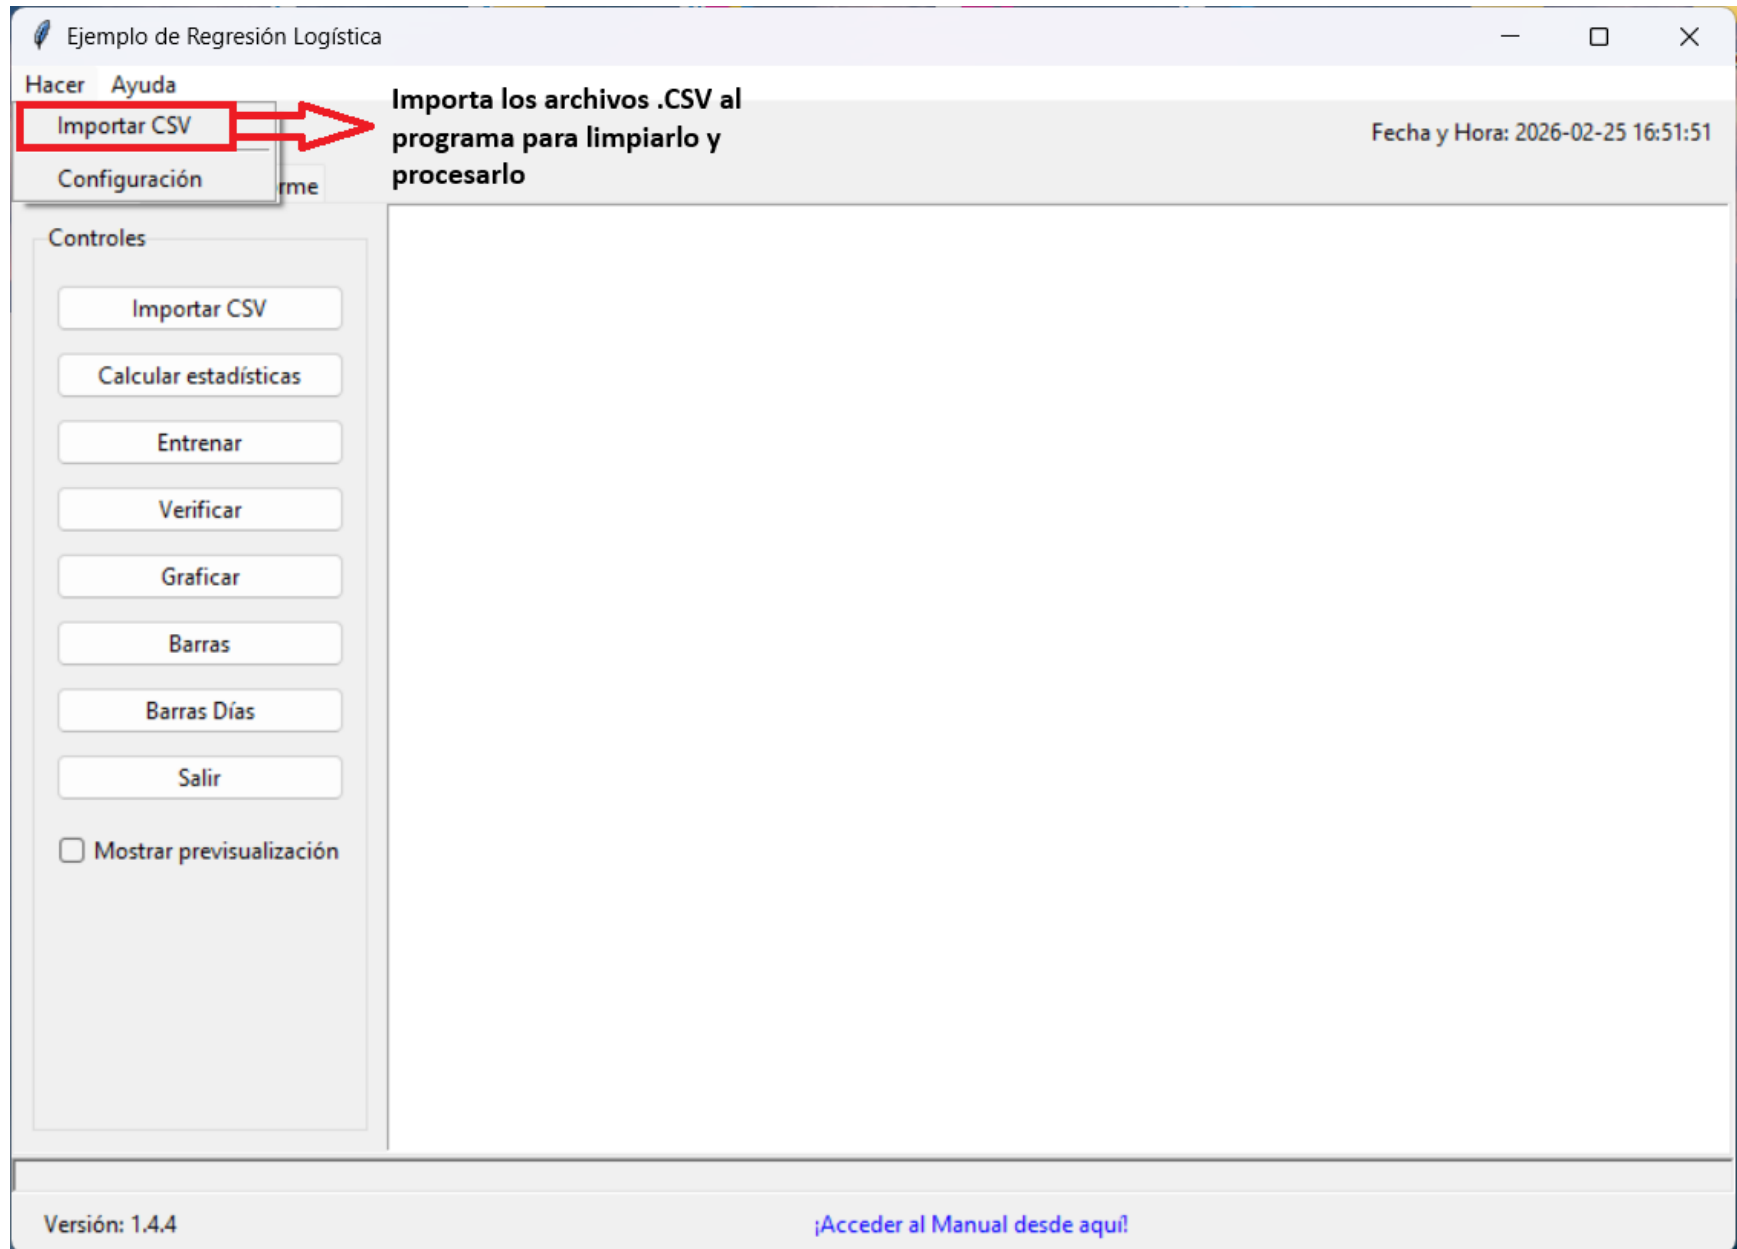 Ejemplo de Regresión Logística
Hacer Ayuda
Importar CSV
Configuración
Importa los archivos .CSV al
programa para limpiarlo y
procesarlo
Fecha y Hora: 2026-02-25 16:51:51
rme
Controles
Importar CSV
Calcular estadísticas
Entrenar
Verificar
Graficar
Barras
Barras Días
Salir
Mostrar previsualización
Versión: 1.4.4
¡Acceder al Manual desde aquí!